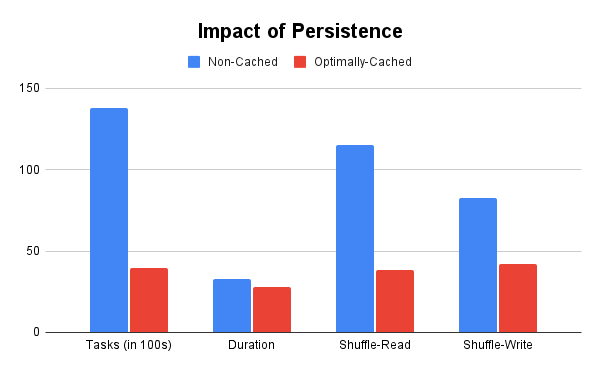 Impact of Persistence
Non-Cached Optimally-Cached
150
100
50
0
Tasks (in 100s) Duration Shuffle-Read Shuffle-Write